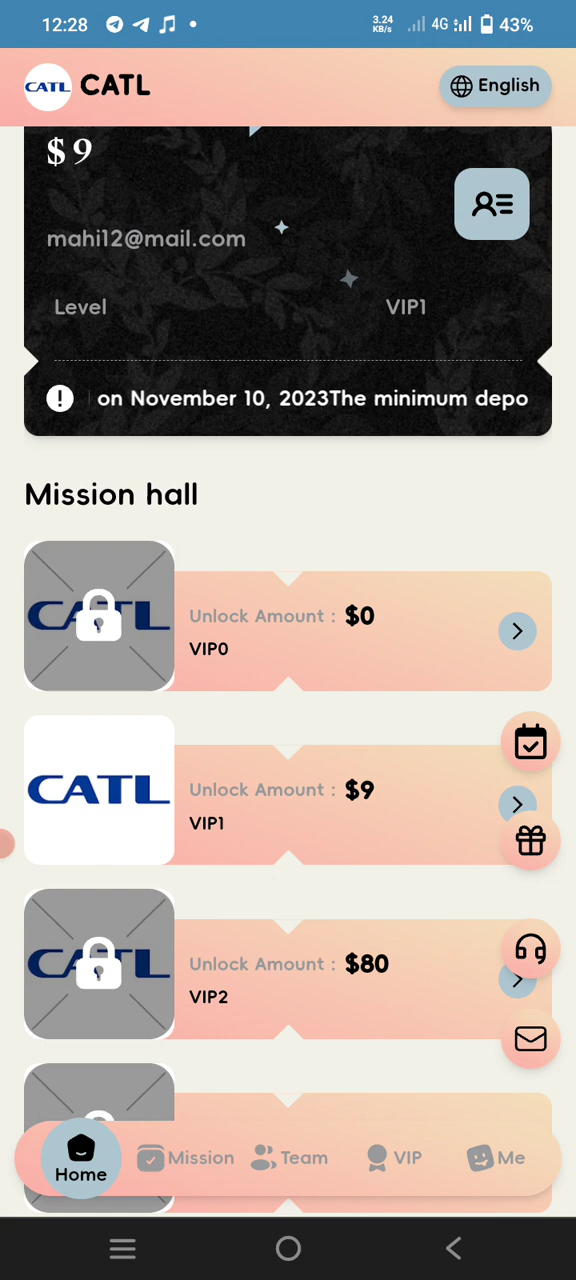 12:28
3.24
KB/s
4G
43%
CATL CATL
English
$ 9
mahi12@mail.com
Level VIP1
on November 10, 2023The minimum depo
Mission hall
CATL
Unlock Amount : $0
VIP0
CATL
Unlock Amount : $9
VIP1
CATL
Unlock Amount : $80
VIP2
Home
Mission
Team
VIP
Me